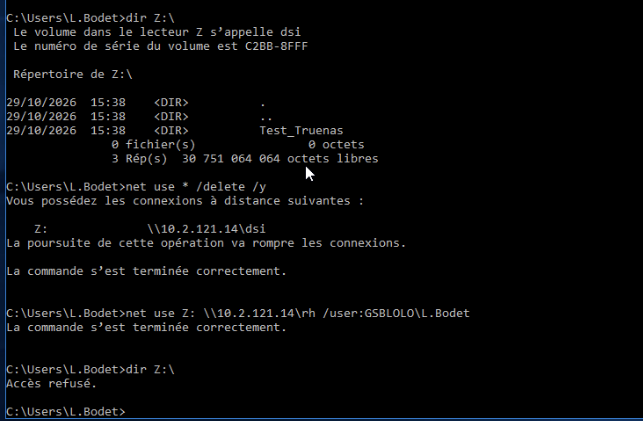 C:\Users\L.Bodet>dir Z:\
Le volume dans le lecteur Z s’appelle dsi
Le numéro de série du volume est C2BB-8FFF
Répertoire de Z:\
29/10/2026  15:38    <DIR>          .
29/10/2026  15:38    <DIR>          ..
29/10/2026  15:38    <DIR>          Test_Truenas
0 fichier(s)                0 octets
3 Rép(s)  30 751 064 064 octets libres
C:\Users\L.Bodet>net use * /delete /y
Vous possédez les connexions à distance suivantes :
Z:              \\10.2.121.14\dsi
La poursuite de cette opération va rompre les connexions.
La commande s’est terminée correctement.
C:\Users\L.Bodet>net use Z: \\10.2.121.14\rh /user:GSBLOLO\L.Bodet
La commande s’est terminée correctement.
C:\Users\L.Bodet>dir Z:\
Accès refusé.
C:\Users\L.Bodet>